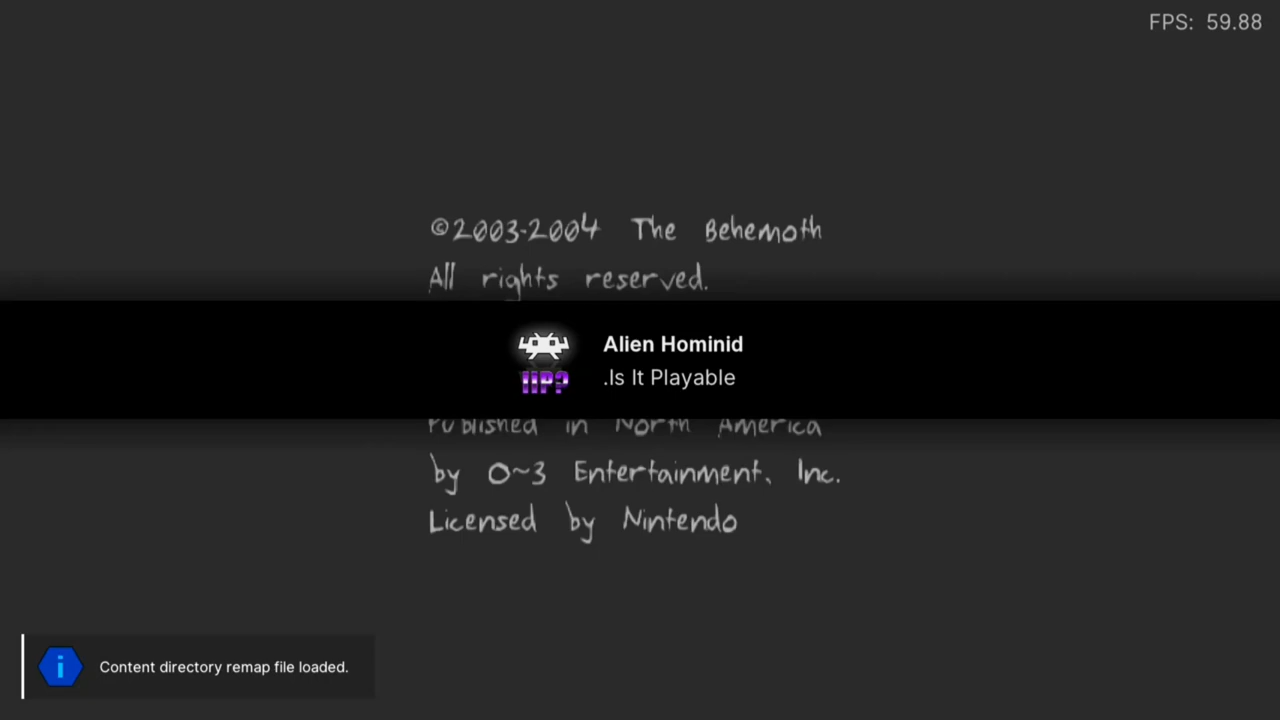 FPS: 59.88
©2003-2004 The Behemoth
All rights reserved.
Alien Hominid
IIP?
.Is It Playable
Published in North America
by O~3 Entertainment, Inc.
Licensed by Nintendo
i
Content directory remap file loaded.